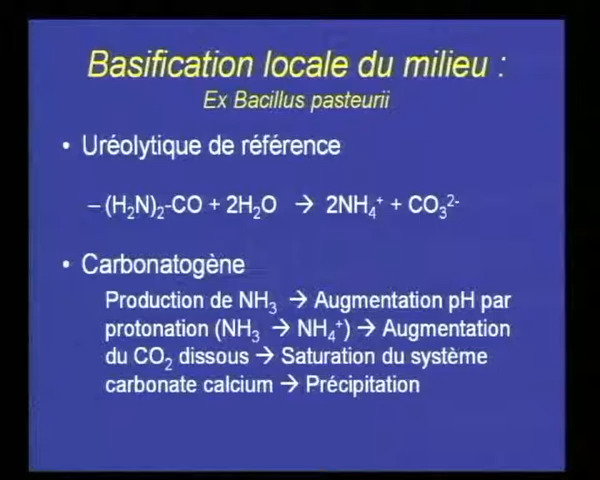 Basification locale du milieu :
Ex Bacillus pasteurii
• Uréolytique de référence
– (H₂N)₂-CO + 2H₂O → 2NH₄⁺ + CO₃²⁻
• Carbonatogène
Production de NH₃ → Augmentation pH par
protonation (NH₃ → NH₄⁺) → Augmentation
du CO₂ dissous → Saturation du système
carbonate calcium → Précipitation